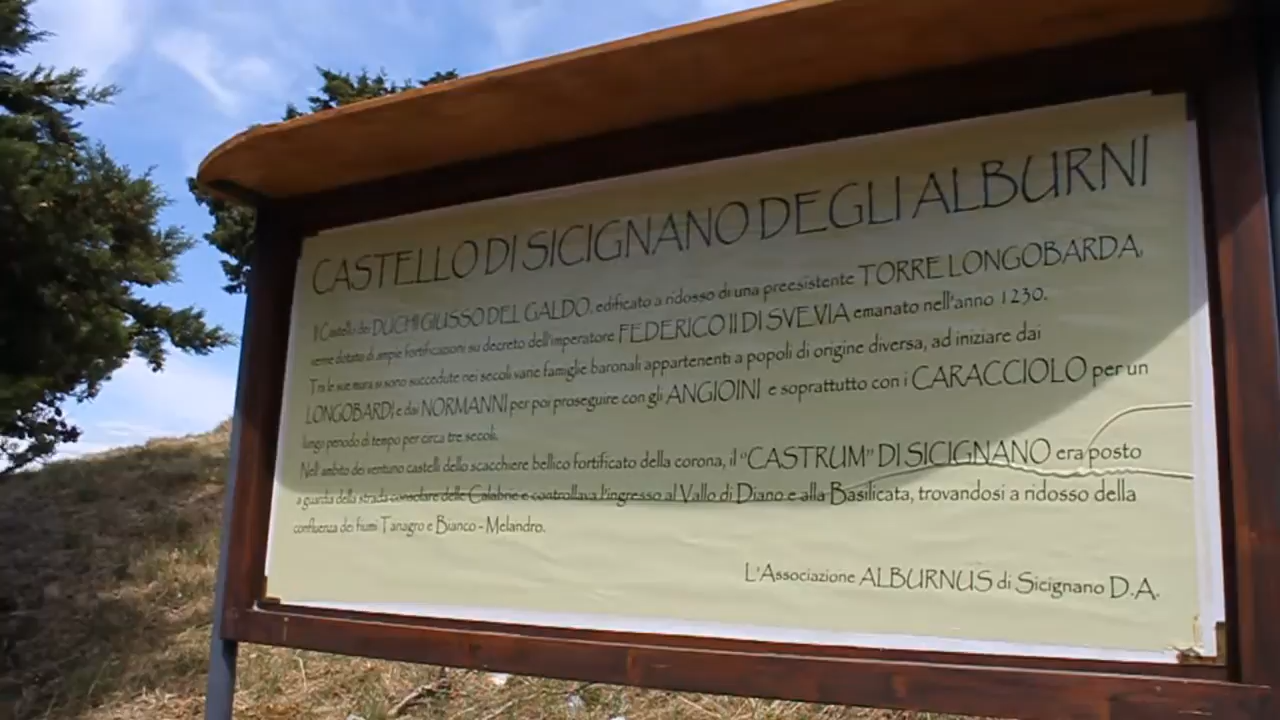 CASTELLO DI SICIGNANO DEGLI ALBURNI
Il Castello dei DUCHI GIUSSO DEL GALDO, edificato a ridosso di una preesistente TORRE LONGOBARDA,
venne dotato di ampie fortificazioni su decreto dell'imperatore FEDERICO II DI SVEVIA emanato nell'anno 1230.
Tra le sue mura si sono succedute nei secoli varie famiglie baronali appartenenti a popoli di origine diversa, ad iniziare dai
LONGOBARDI e dai NORMANNI per poi proseguire con gli ANGIOINI e soprattutto con i CARACCIOLO per un
lungo periodo di tempo per circa tre secoli.
Nell'ambito dei ventuno castelli dello scacchiere bellico fortificato della corona, il "CASTRUM" DI SICIGNANO era posto
a guardia della strada consolare delle Calabrie e controllava l'ingresso al Vallo di Diano e alla Basilicata, trovandosi a ridosso della
confluenza dei fiumi Tanagro e Bianco - Melandro.
L'Associazione ALBURNUS di Sicignano D.A.